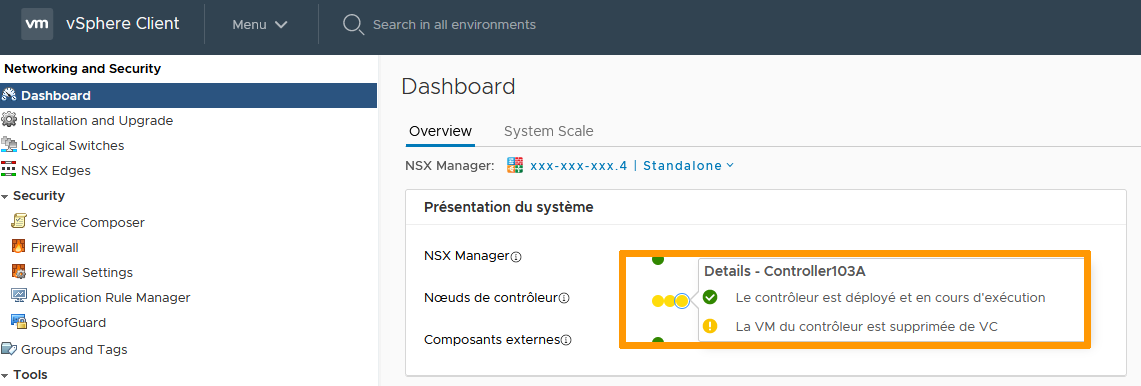 vm vSphere Client Menu Search in all environments
Networking and Security
Dashboard
Installation and Upgrade
Logical Switches
NSX Edges
Security
Service Composer
Firewall
Firewall Settings
Application Rule Manager
SpoofGuard
Groups and Tags
Tools
Dashboard
Overview System Scale
NSX Manager: xxx-xxx-xxx.4 | Standalone
Présentation du système
NSX Manager
Nœuds de contrôleur
Composants externes
Details - Controller103A
Le contrôleur est déployé et en cours d'exécution
La VM du contrôleur est supprimée de VC